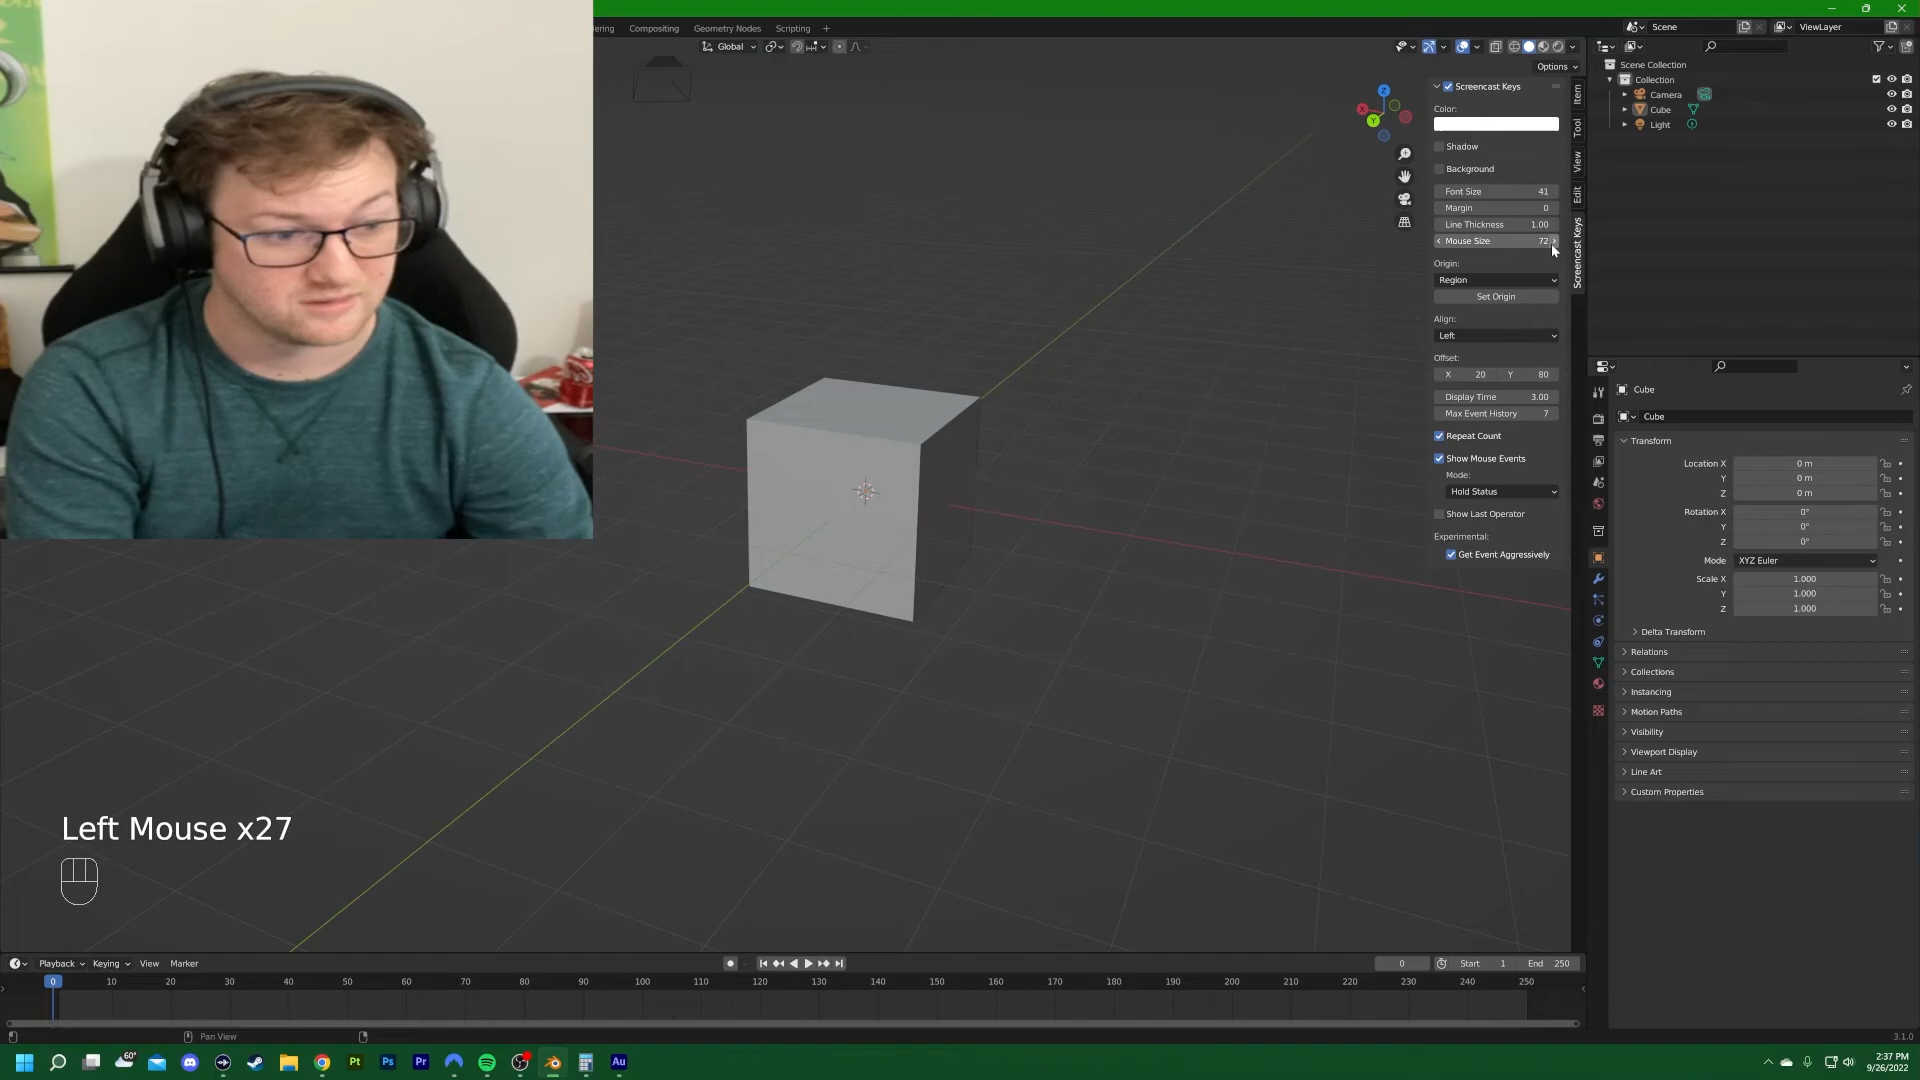 ering Compositing Geometry Nodes Scripting +
Scene ViewLayer
Global
Options
Screencast Keys
Color:
Shadow
Background
Font Size 41
Margin 0
Line Thickness 1.00
Mouse Size 72
Origin:
Region
Set Origin
Align:
Left
Offset:
X 20 Y 80
Display Time 3.00
Max Event History 7
Repeat Count
Show Mouse Events
Mode:
Hold Status
Show Last Operator
Experimental:
Get Event Aggressively
Item
Tool
View
Edit
Screencast Keys
X
Y
Z
Scene Collection
Collection
Camera
Cube
Light
Cube
Cube
Transform
Location X 0 m
Y 0 m
Z 0 m
Rotation X 0°
Y 0°
Z 0°
Mode XYZ Euler
Scale X 1.000
Y 1.000
Z 1.000
Delta Transform
Relations
Collections
Instancing
Motion Paths
Visibility
Viewport Display
Line Art
Custom Properties
Left Mouse x27
Playback Keying View Marker
0 Start 1 End 250
0 10 20 30 40 50 60 70 80 90 100 110 120 130 140 150 160 170 180 190 200 210 220 230 240 250
Pan View
3.1.0
60°
Pt Ps Pr Au
2:37 PM
9/26/2022